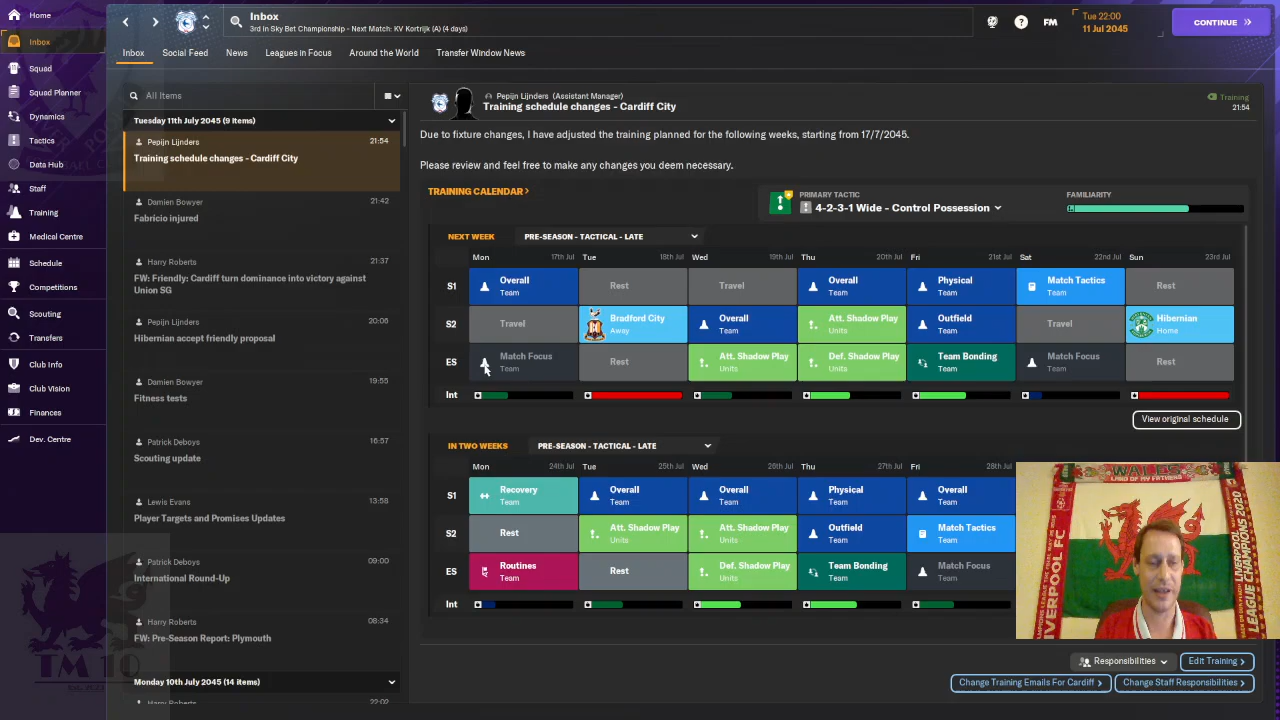 Home
Inbox
Squad
Squad Planner
Dynamics
Tactics
Data Hub
Staff
Training
Medical Centre
Schedule
Competitions
Scouting
Transfers
Club Info
Club Vision
Finances
Dev. Centre
TM 10
Inbox
3rd in Sky Bet Championship - Next Match: KV Kortrijk (A) (4 days)
FM
Tue 22:00
11 Jul 2045
CONTINUE
Inbox Social Feed News Leagues in Focus Around the World Transfer Window News
All Items
Tuesday 11th July 2045 (9 items)
Pepijn Lijnders 21:54
Training schedule changes - Cardiff City
Damien Bowyer 21:42
Fabrício injured
Harry Roberts 21:37
FW: Friendly: Cardiff turn dominance into victory against
Union SG
Pepijn Lijnders 20:06
Hibernian accept friendly proposal
Damien Bowyer 19:55
Fitness tests
Patrick Deboys 16:57
Scouting update
Lewis Evans 13:58
Player Targets and Promises Updates
Patrick Deboys 09:00
International Round-Up
Harry Roberts 08:34
FW: Pre-Season Report: Plymouth
Monday 10th July 2045 (14 items)
Harry Roberts 22:02
Pepijn Lijnders (Assistant Manager)
Training schedule changes - Cardiff City
Training
21:54
Due to fixture changes, I have adjusted the training planned for the following weeks, starting from 17/7/2045.
Please review and feel free to make any changes you deem necessary.
TRAINING CALENDAR >
PRIMARY TACTIC
4-2-3-1 Wide - Control Possession
FAMILIARITY
NEXT WEEK PRE-SEASON - TACTICAL - LATE
Mon 17th Jul Tue 18th Jul Wed 19th Jul Thu 20th Jul Fri 21st Jul Sat 22nd Jul Sun 23rd Jul
S1 Overall Team Rest Travel Overall Team Physical Team Match Tactics Team Rest
S2 Travel Bradford City Away Overall Team Att. Shadow Play Units Outfield Team Travel Hibernian Home
ES Match Focus Team Rest Att. Shadow Play Units Def. Shadow Play Units Team Bonding Team Match Focus Team Rest
Int
View original schedule
IN TWO WEEKS PRE-SEASON - TACTICAL - LATE
Mon 24th Jul Tue 25th Jul Wed 26th Jul Thu 27th Jul Fri 28th Jul
S1 Recovery Team Overall Team Overall Team Physical Team Overall Team
S2 Rest Att. Shadow Play Units Att. Shadow Play Units Outfield Team Match Tactics Team
ES Routines Team Rest Def. Shadow Play Units Team Bonding Team Match Focus Team
Int
WALES
LAND OF MY FATHERS
LIVERPOOL FC
LIVERPOOL
LEAGUE CHAMPIONS 2020
Responsibilities
Edit Training >
Change Training Emails For Cardiff >
Change Staff Responsibilities >